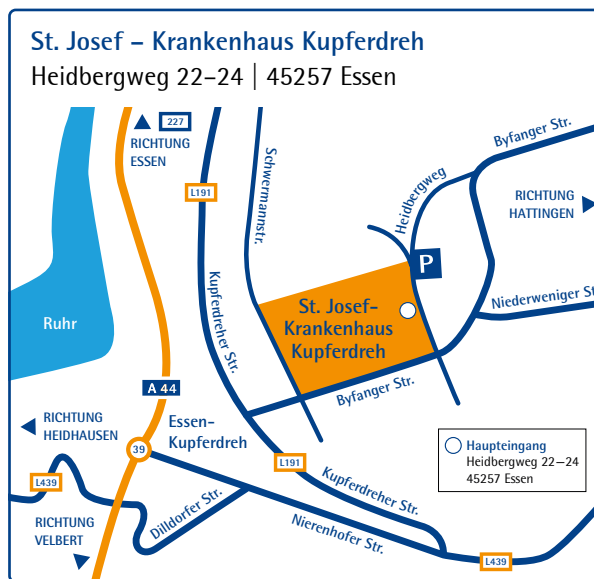 St. Josef – Krankenhaus Kupferdreh
Heidbergweg 22–24 | 45257 Essen
227
RICHTUNG
ESSEN
L191
Schwermannstr.
Heidbergweg
Byfanger Str.
RICHTUNG
HATTINGEN
P
Kupferdreher Str.
St. Josef-
Krankenhaus
Kupferdreh
Niederweniger St
Ruhr
A 44
Byfanger Str.
RICHTUNG
HEIDHAUSEN
Essen-
Kupferdreh
39
Haupteingang
Heidbergweg 22–24
45257 Essen
L439
L191
Kupferdreher Str.
Dilldorfer Str.
Nierenhofer Str.
RICHTUNG
VELBERT
L439